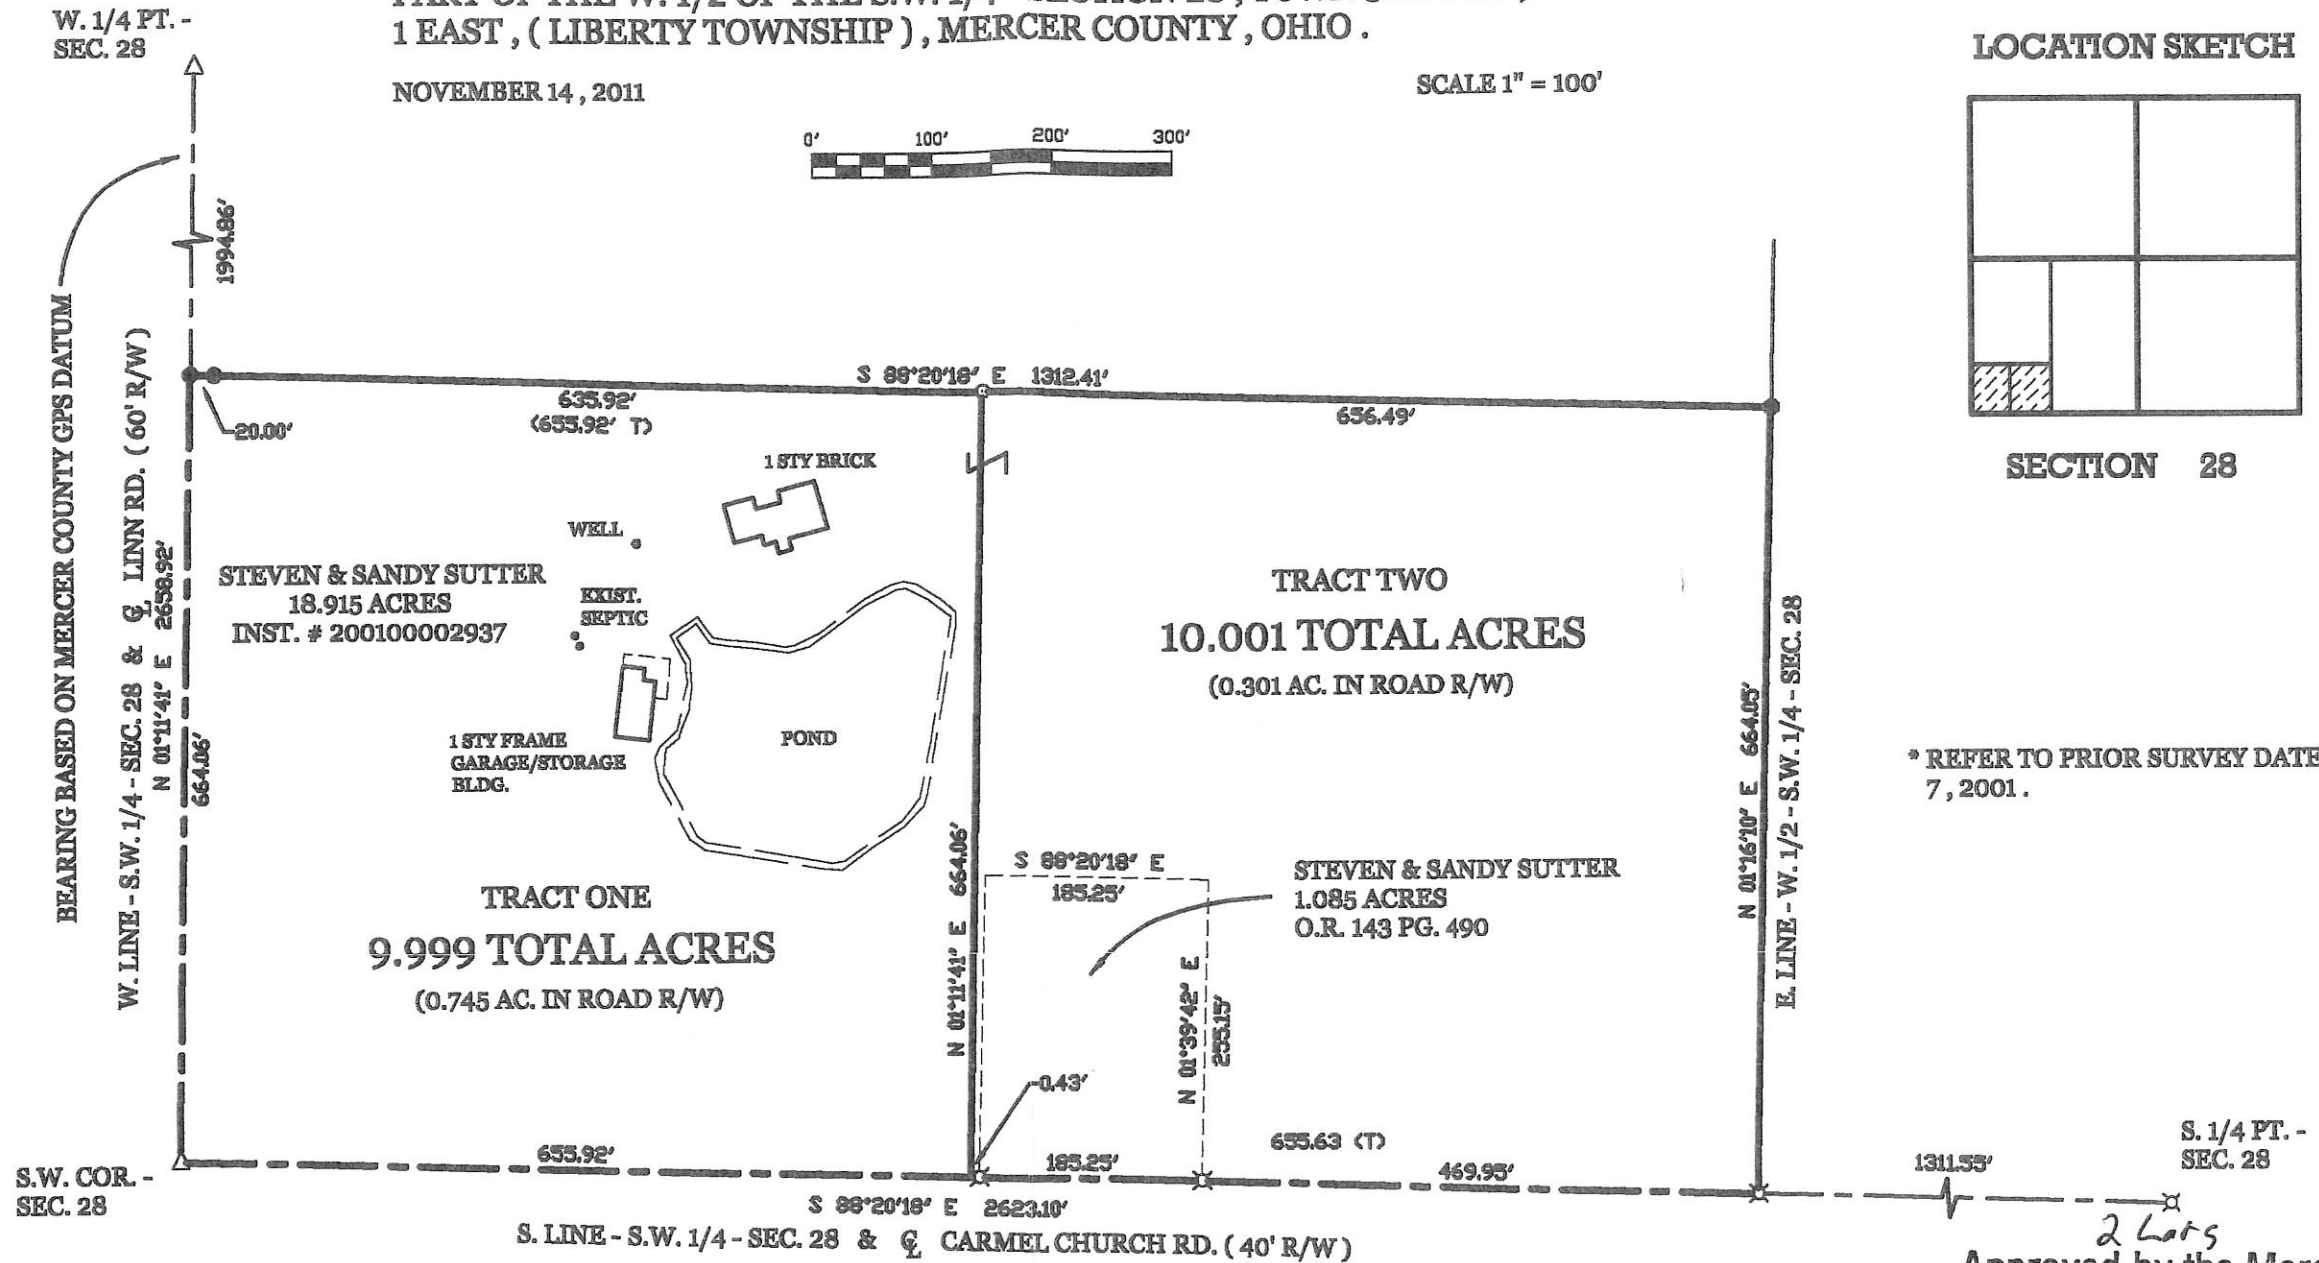 W. 1/4 PT. -
SEC. 28
1 EAST , ( LIBERTY TOWNSHIP ) , MERCER COUNTY , OHIO .
NOVEMBER 14 , 2011
SCALE 1" = 100'
0' 100' 200' 300'
LOCATION SKETCH
SECTION 28
BEARING BASED ON MERCER COUNTY GPS DATUM
W. LINE - S.W. 1/4 - SEC. 28 & ℄ LINN RD. ( 60' R/W )
N 01°11'41" E 2658.92'
1994.86'
664.06'
S 88°20'18" E 1312.41'
20.00'
635.92'
(655.92' T)
656.49'
1 STY BRICK
WELL
STEVEN & SANDY SUTTER
18.915 ACRES
INST. # 200100002937
EXIST.
SEPTIC
1 STY FRAME
GARAGE/STORAGE
BLDG.
POND
TRACT TWO
10.001 TOTAL ACRES
(0.301 AC. IN ROAD R/W)
TRACT ONE
9.999 TOTAL ACRES
(0.745 AC. IN ROAD R/W)
N 01°11'41" E 664.06'
S 88°20'18" E
185.25'
STEVEN & SANDY SUTTER
1.085 ACRES
O.R. 143 PG. 490
N 01°39'42" E
255.15'
0.43'
N 01°16'10" E 664.05'
E. LINE - W. 1/2 - S.W. 1/4 - SEC. 28
* REFER TO PRIOR SURVEY DATE
7 , 2001 .
S.W. COR. -
SEC. 28
655.92'
185.25'
655.63 (T)
469.95'
1311.55'
S. 1/4 PT. -
SEC. 28
S 88°20'18" E 2623.10'
S. LINE - S.W. 1/4 - SEC. 28 & ℄ CARMEL CHURCH RD. ( 40' R/W )
2 Lots